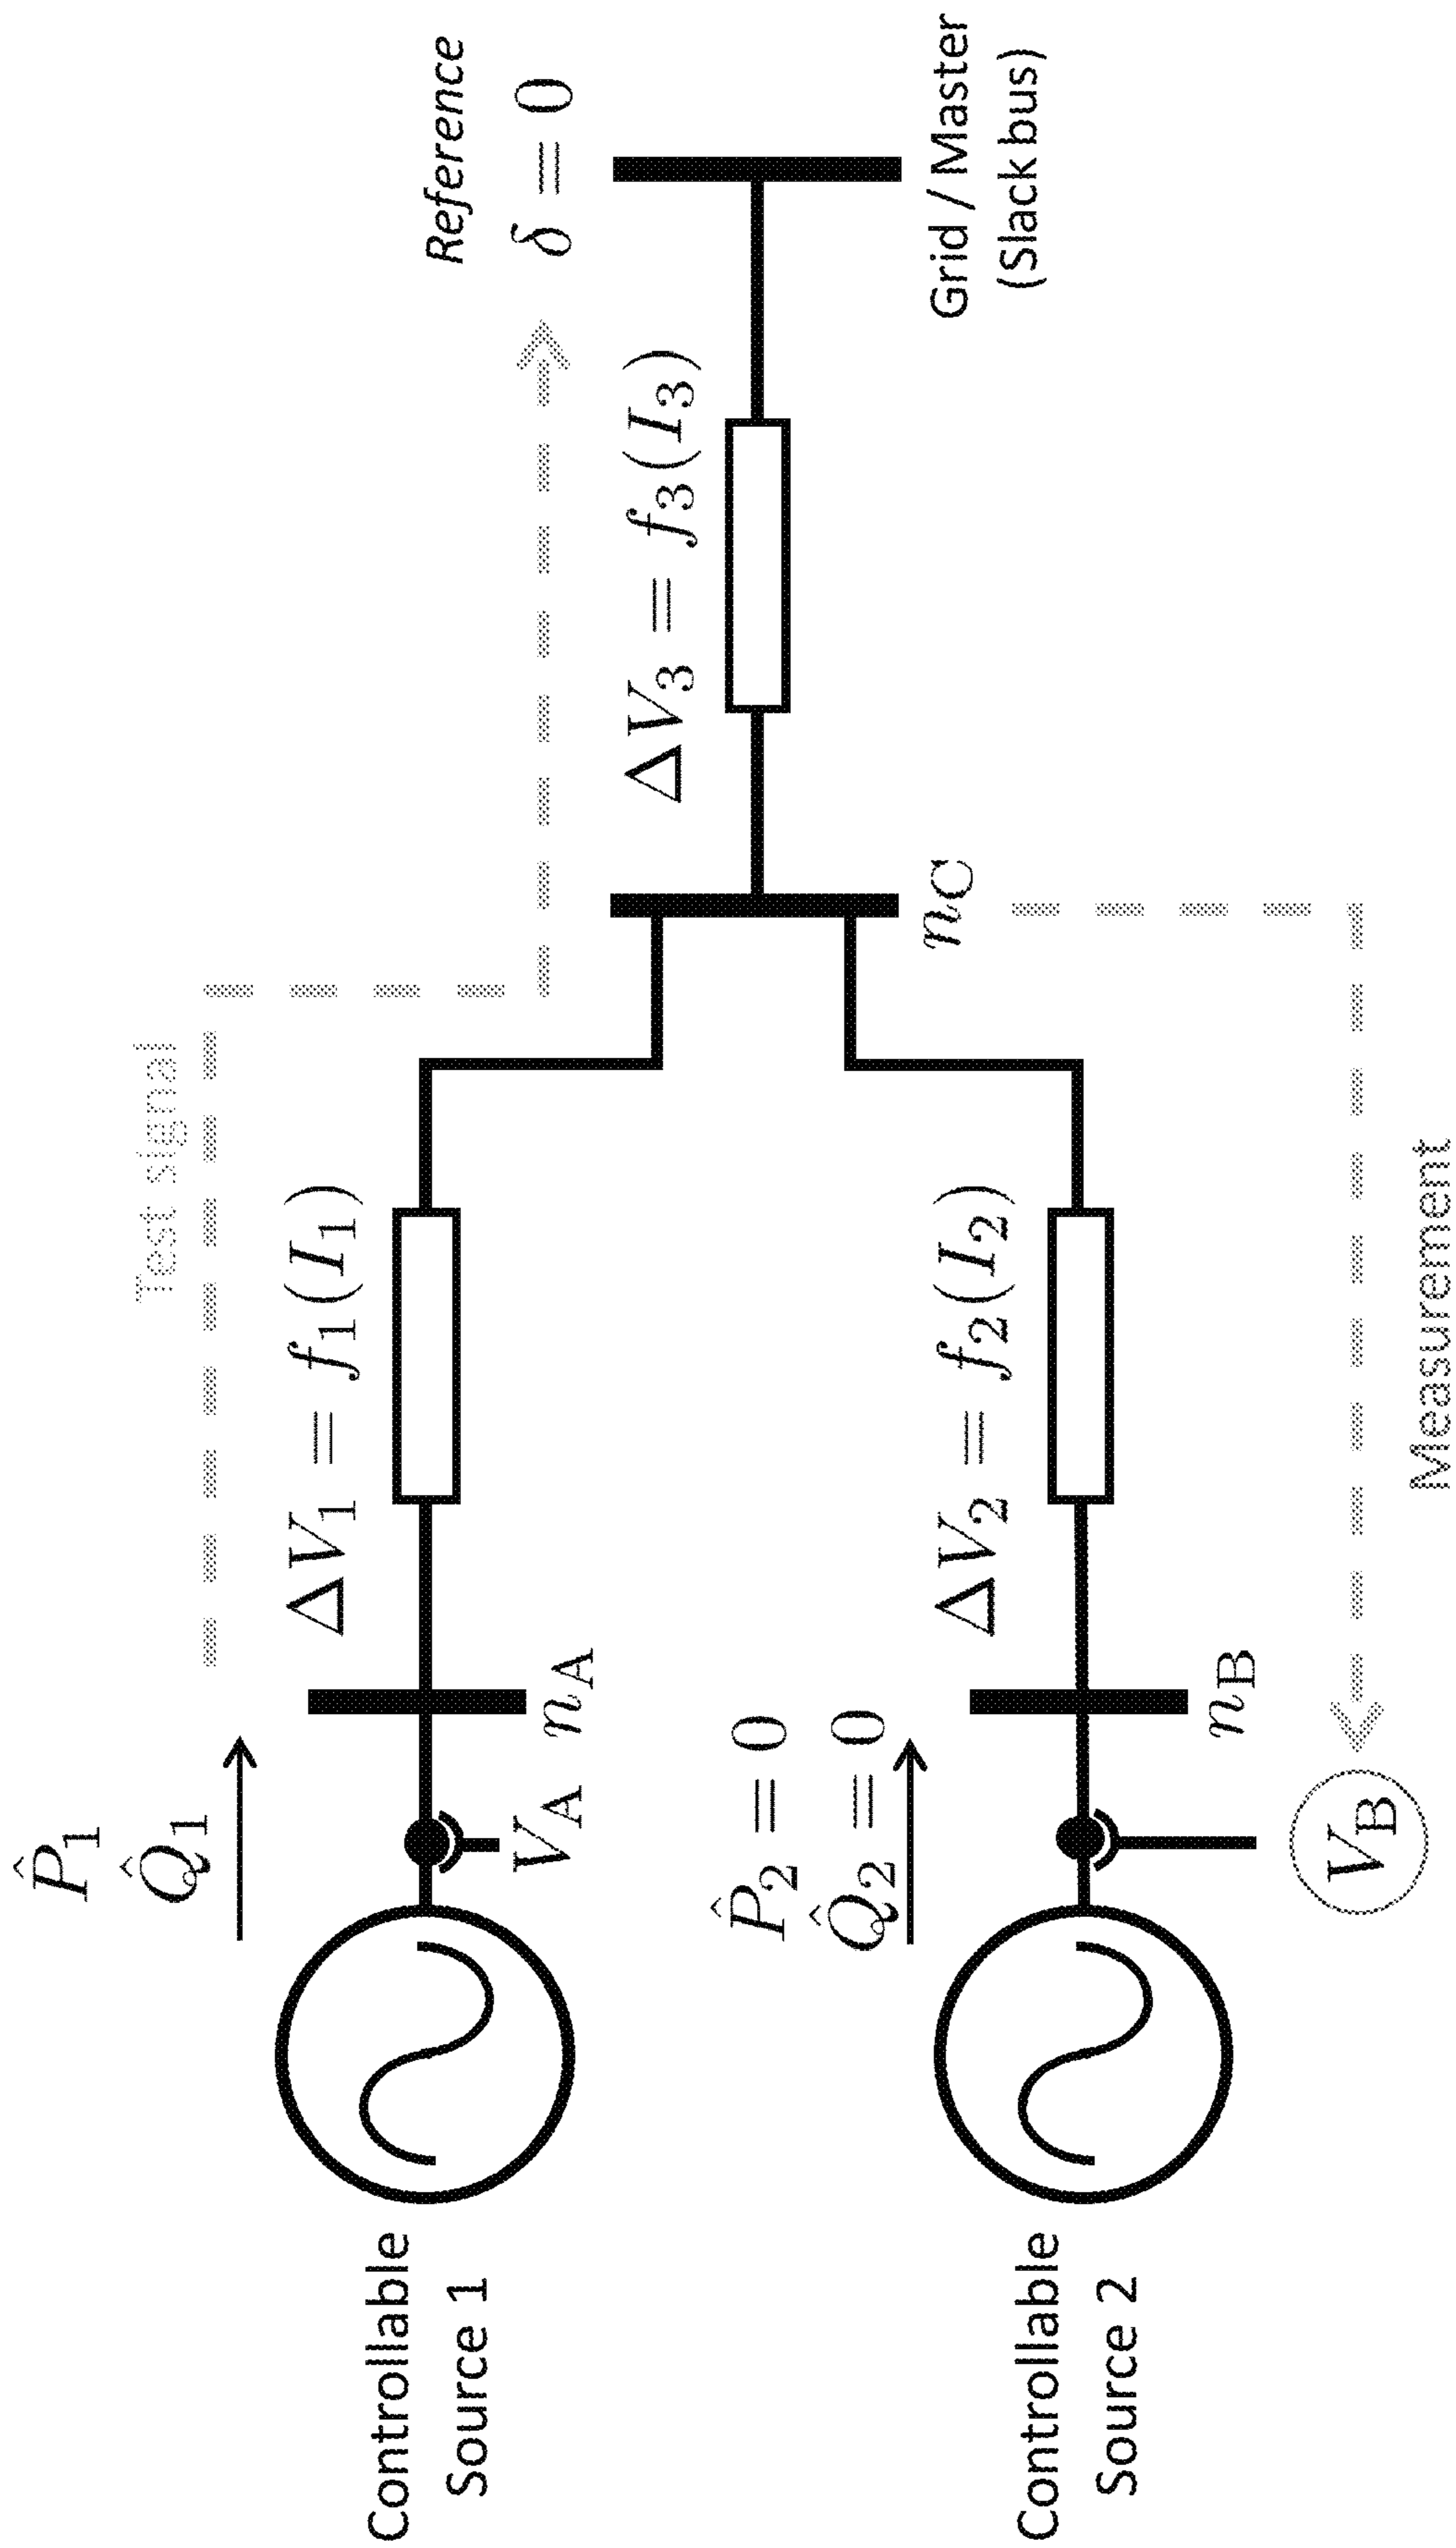 Test signal
Reference
δ = 0
P̂₁
Q̂₁
ΔV₁ = f₁(I₁)
V_A
n_A
Controllable
Source 1
ΔV₃ = f₃(I₃)
n_C
Grid / Master
(Slack bus)
P̂₂ = 0
Q̂₂ = 0
ΔV₂ = f₂(I₂)
n_B
Controllable
Source 2
V_B
Measurement